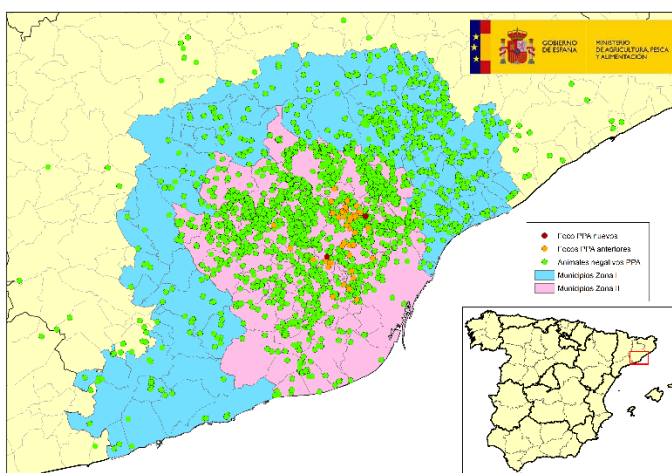 GOBIERNO
DE ESPAÑA
MINISTERIO
DE AGRICULTURA, PESCA
Y ALIMENTACIÓN
Foco PPA nuevos
Focos PPA anteriores
Animales negativos PPA
Municipios Zona I
Municipios Zona II